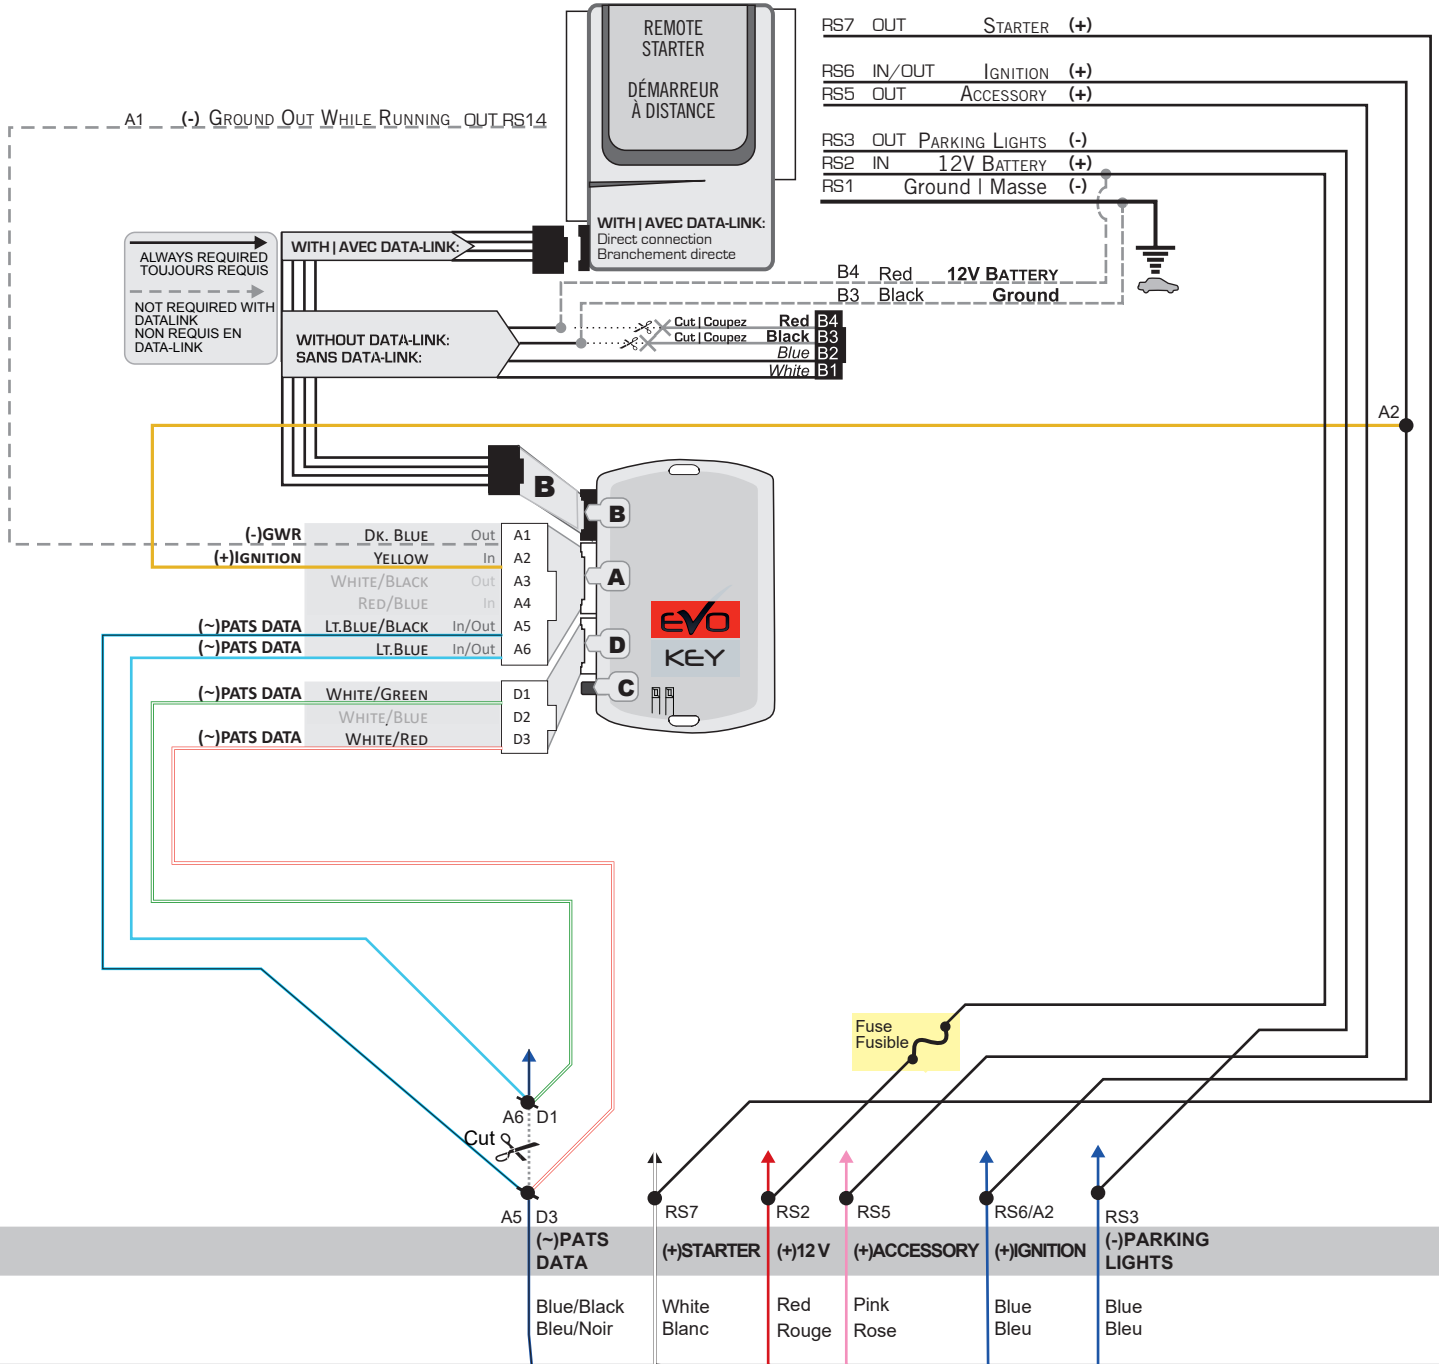 REMOTE
STARTER
DÉMARREUR
À DISTANCE
RS7 OUT STARTER (+)
RS6 IN/OUT IGNITION (+)
RS5 OUT ACCESSORY (+)
A1 (-) GROUND OUT WHILE RUNNING OUT RS14
RS3 OUT PARKING LIGHTS (-)
RS2 IN 12V BATTERY (+)
RS1 Ground | Masse (-)
WITH | AVEC DATA-LINK:
Direct connection
Branchement directe
ALWAYS REQUIRED
TOUJOURS REQUIS
NOT REQUIRED WITH
DATALINK
NON REQUIS EN
DATA-LINK
WITH | AVEC DATA-LINK:
B4 Red 12V BATTERY
B3 Black Ground
WITHOUT DATA-LINK:
SANS DATA-LINK:
Cut | Coupez Red B4
Cut | Coupez Black B3
Blue B2
White B1
A2
B
B
A
D
C
EVO
KEY
(-)GWR DK. BLUE Out A1
(+)IGNITION YELLOW In A2
WHITE/BLACK Out A3
RED/BLUE In A4
(~)PATS DATA LT.BLUE/BLACK In/Out A5
(~)PATS DATA LT.BLUE In/Out A6
(~)PATS DATA WHITE/GREEN D1
WHITE/BLUE D2
(~)PATS DATA WHITE/RED D3
Fuse
Fusible
A6 D1
Cut
A5 D3
RS7
RS2
RS5
RS6/A2
RS3
(~)PATS
DATA
(+)STARTER
(+)12 V
(+)ACCESSORY
(+)IGNITION
(-)PARKING
LIGHTS
Blue/Black
Bleu/Noir
White
Blanc
Red
Rouge
Pink
Rose
Blue
Bleu
Blue
Bleu